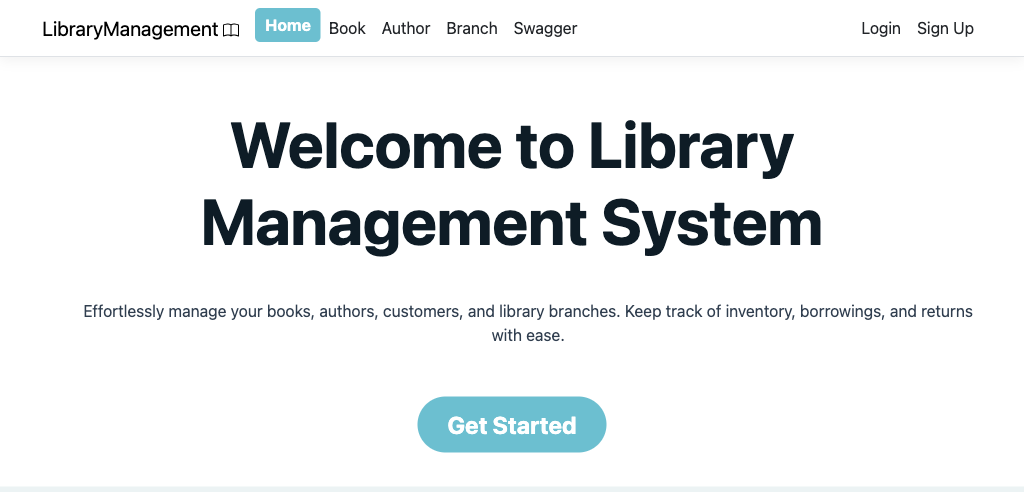 LibraryManagement Home Book Author Branch Swagger Login Sign Up
Welcome to Library
Management System
Effortlessly manage your books, authors, customers, and library branches. Keep track of inventory, borrowings, and returns
with ease.
Get Started